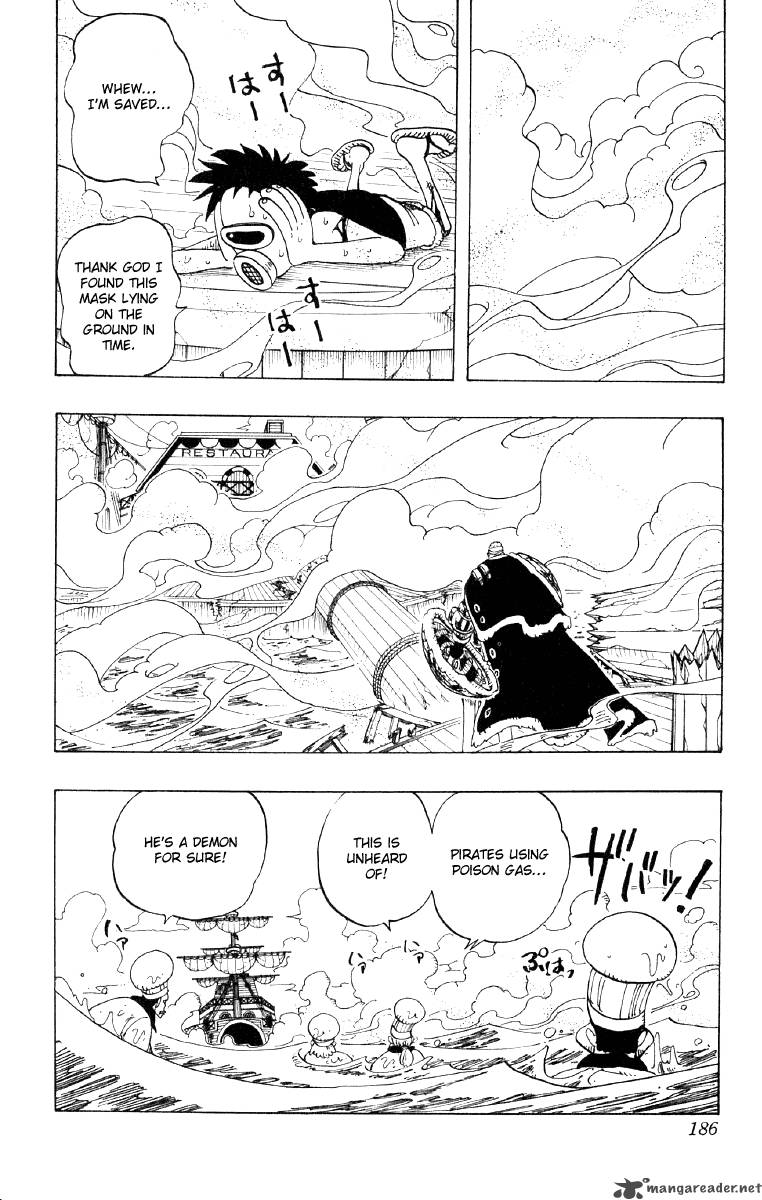 すー
はー
WHEW...
I'M SAVED...
すー
はー
THANK GOD I
FOUND THIS
MASK LYING
ON THE
GROUND IN
TIME.
RESTAURA
ザバッ!
ぷはっ
PIRATES USING
POISON GAS...
THIS IS
UNHEARD
OF!
HE'S A DEMON
FOR SURE!
186
mangareader.net